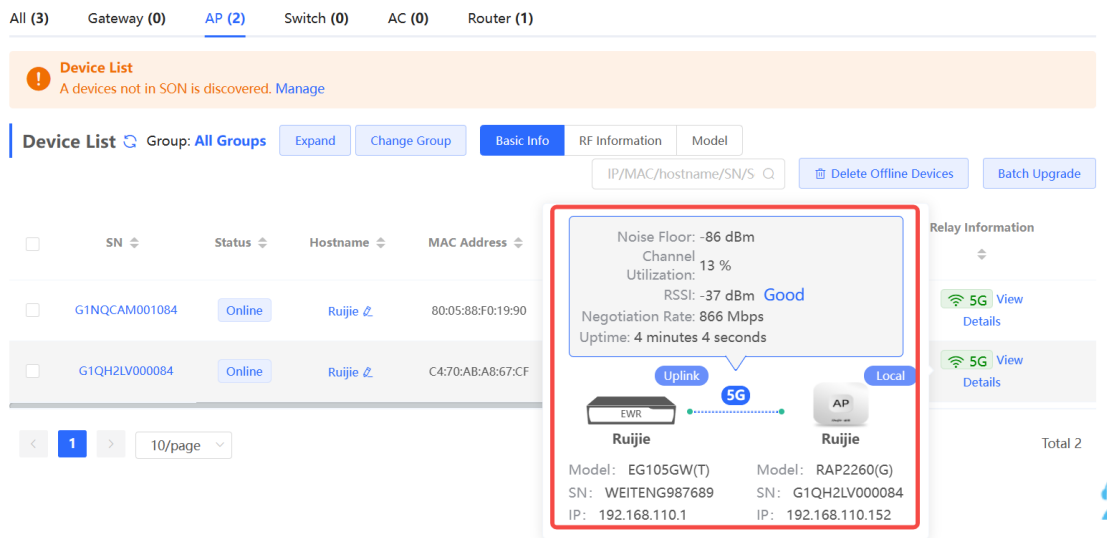 All (3) Gateway (0) AP (2) Switch (0) AC (0) Router (1)
Device List
A devices not in SON is discovered. Manage
Device List Group: All Groups Expand Change Group Basic Info RF Information Model
IP/MAC/hostname/SN/S Delete Offline Devices Batch Upgrade
SN Status Hostname MAC Address Relay Information
G1NQCAM001084 Online Ruijie 80:05:88:F0:19:90 5G View Details
G1QH2LV000084 Online Ruijie C4:70:AB:A8:67:CF 5G View Details
Noise Floor: -86 dBm
Channel Utilization: 13 %
RSSI: -37 dBm Good
Negotiation Rate: 866 Mbps
Uptime: 4 minutes 4 seconds
Uplink 5G Local
EWR AP
Ruijie Ruijie
Model: EG105GW(T) Model: RAP2260(G)
SN: WEITENG987689 SN: G1QH2LV000084
IP: 192.168.110.1 IP: 192.168.110.152
< 1 > 10/page Total 2